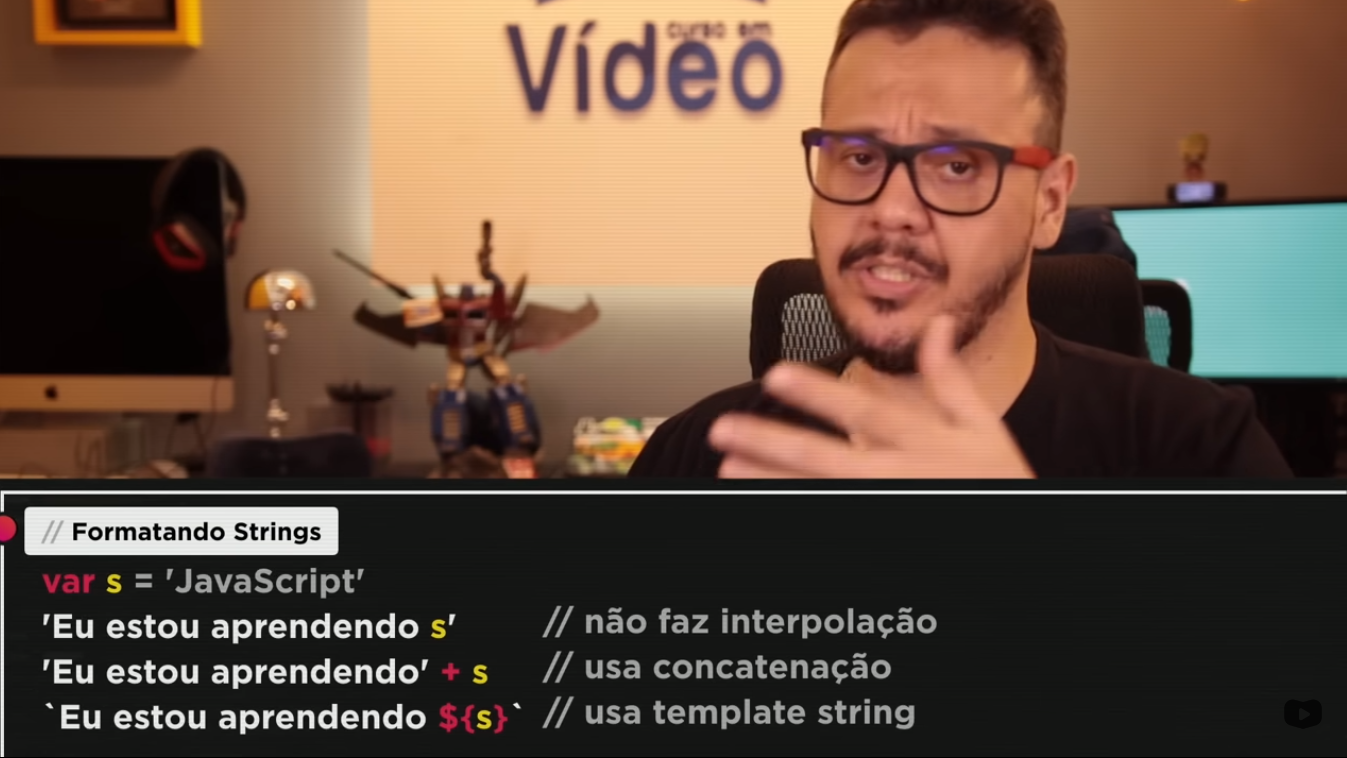 curso em
Vídeo
// Formatando Strings
var s = 'JavaScript'
'Eu estou aprendendo s' // não faz interpolação
'Eu estou aprendendo' + s // usa concatenação
`Eu estou aprendendo ${s}` // usa template string